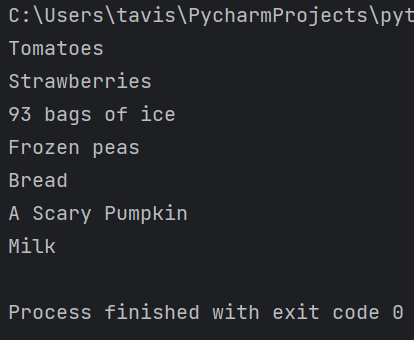 C:\Users\tavis\PycharmProjects\pyt
Tomatoes
Strawberries
93 bags of ice
Frozen peas
Bread
A Scary Pumpkin
Milk
Process finished with exit code 0